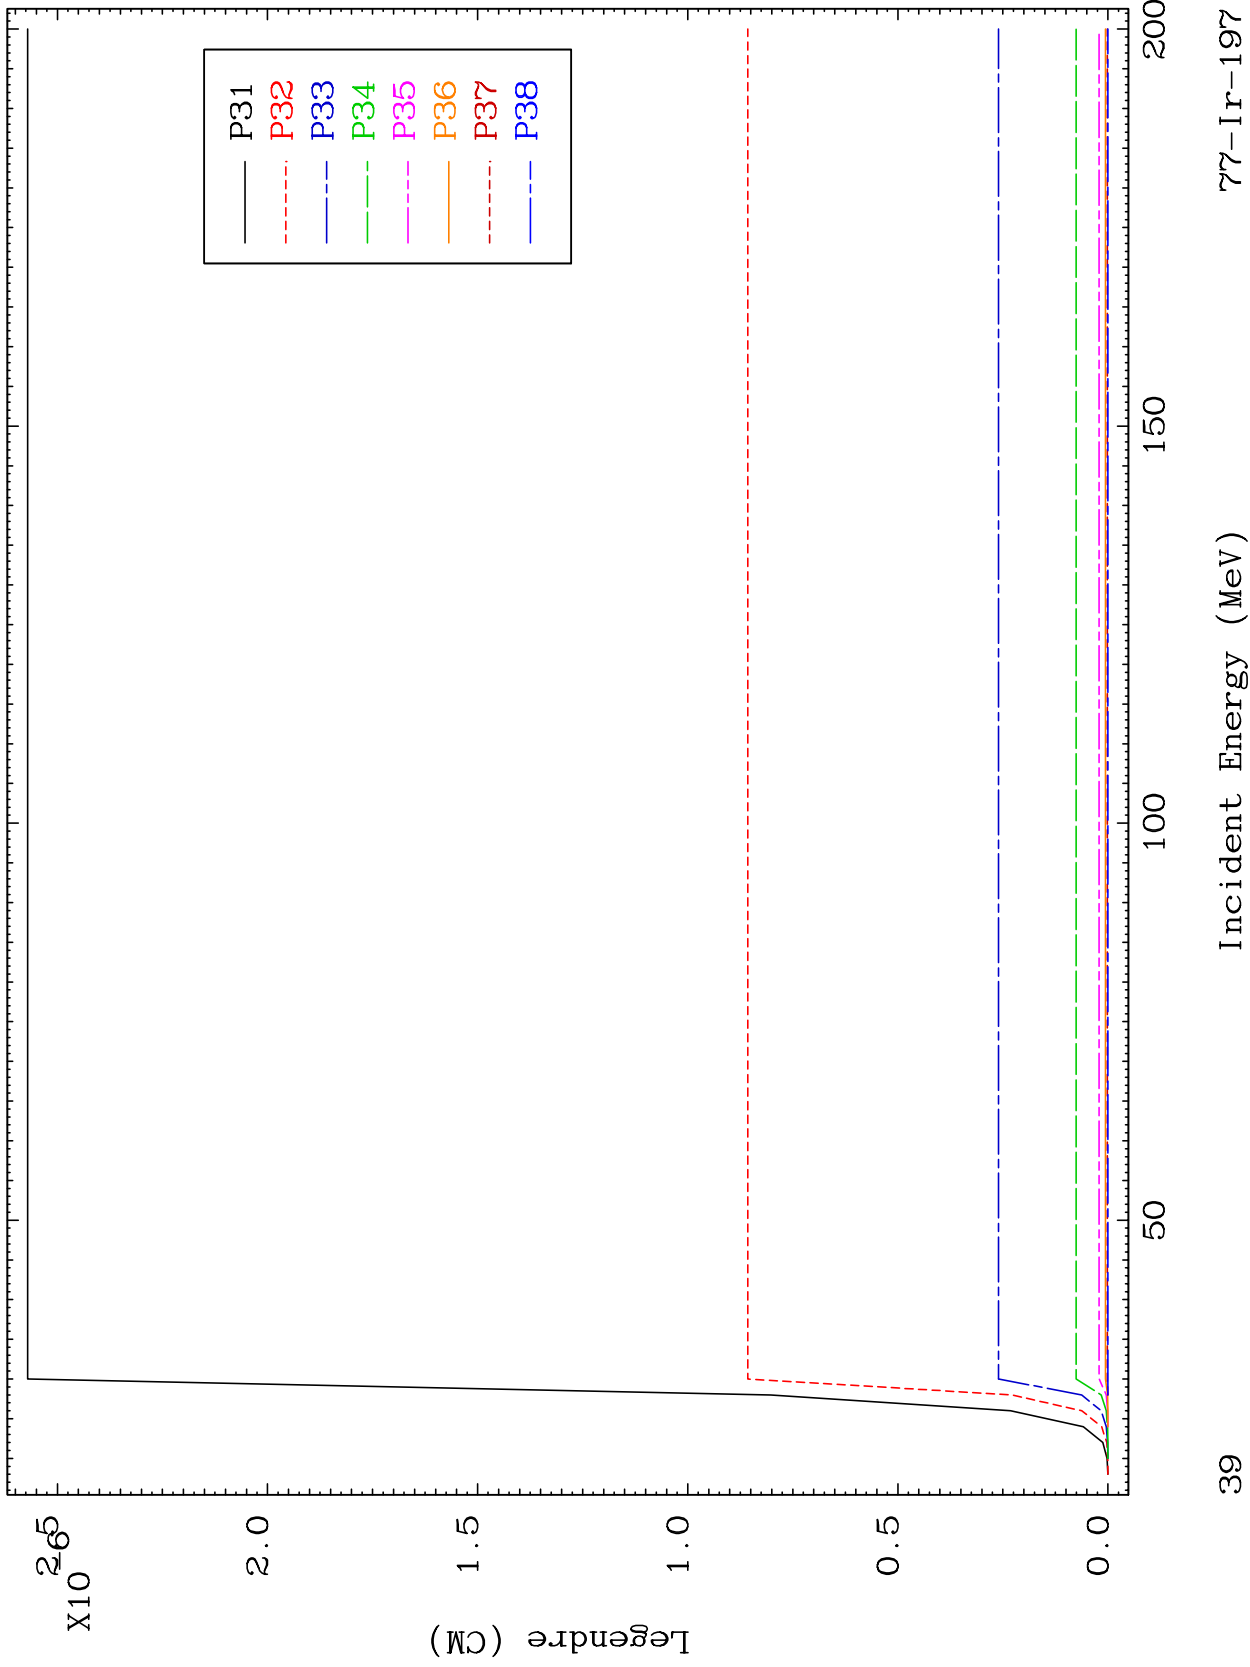 X10
-6
2.5
2.0
1.5
1.0
0.5
0.0
Legendre (CM)
P31
P32
P33
P34
P35
P36
P37
P38
50
100
150
200
39
Incident Energy (MeV)
77-Ir-197